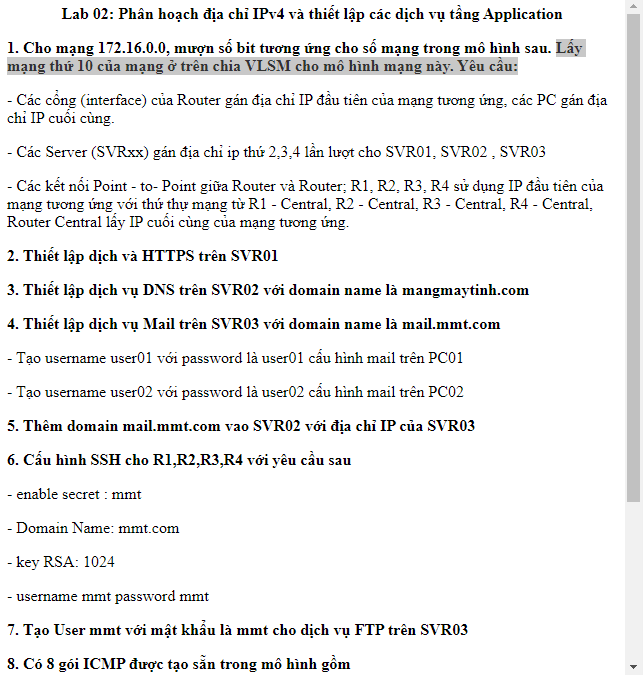 Lab 02: Phân hoạch địa chỉ IPv4 và thiết lập các dịch vụ tầng Application
1. Cho mạng 172.16.0.0, mượn số bit tương ứng cho số mạng trong mô hình sau. Lấy
mạng thứ 10 của mạng ở trên chia VLSM cho mô hình mạng này. Yêu cầu:
- Các cổng (interface) của Router gán địa chỉ IP đầu tiên của mạng tương ứng, các PC gán địa
chỉ IP cuối cùng.
- Các Server (SVRxx) gán địa chỉ ip thứ 2,3,4 lần lượt cho SVR01, SVR02 , SVR03
- Các kết nối Point - to- Point giữa Router và Router; R1, R2, R3, R4 sử dụng IP đầu tiên của
mạng tương ứng với thứ thự mạng từ R1 - Central, R2 - Central, R3 - Central, R4 - Central,
Router Central lấy IP cuối cùng của mạng tương ứng.
2. Thiết lập dịch và HTTPS trên SVR01
3. Thiết lập dịch vụ DNS trên SVR02 với domain name là mangmaytinh.com
4. Thiết lập dịch vụ Mail trên SVR03 với domain name là mail.mmt.com
- Tạo username user01 với password là user01 cấu hình mail trên PC01
- Tạo username user02 với password là user02 cấu hình mail trên PC02
5. Thêm domain mail.mmt.com vao SVR02 với địa chỉ IP của SVR03
6. Cấu hình SSH cho R1,R2,R3,R4 với yêu cầu sau
- enable secret : mmt
- Domain Name: mmt.com
- key RSA: 1024
- username mmt password mmt
7. Tạo User mmt với mật khẩu là mmt cho dịch vụ FTP trên SVR03
8. Có 8 gói ICMP được tạo sẵn trong mô hình gồm